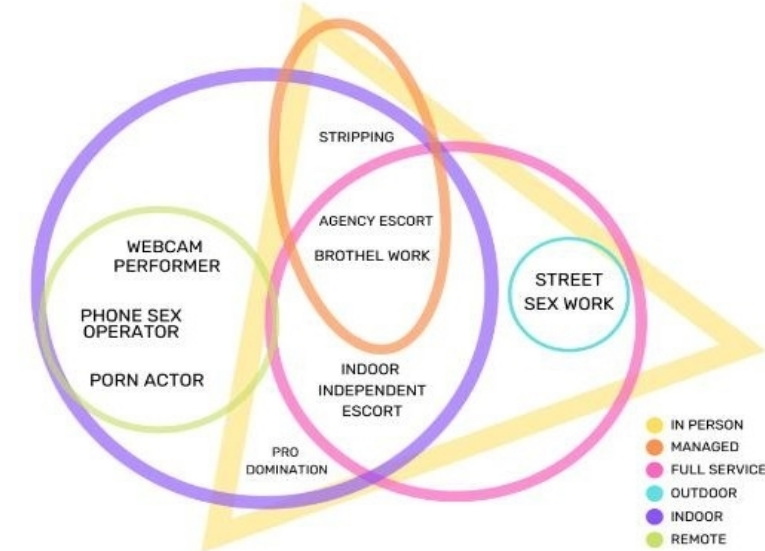 STRIPPING
AGENCY ESCORT
BROTHEL WORK
WEBCAM
PERFORMER
PHONE SEX
OPERATOR
PORN ACTOR
STREET
SEX WORK
INDOOR
INDEPENDENT
ESCORT
PRO
DOMINATION
IN PERSON
MANAGED
FULL SERVICE
OUTDOOR
INDOOR
REMOTE